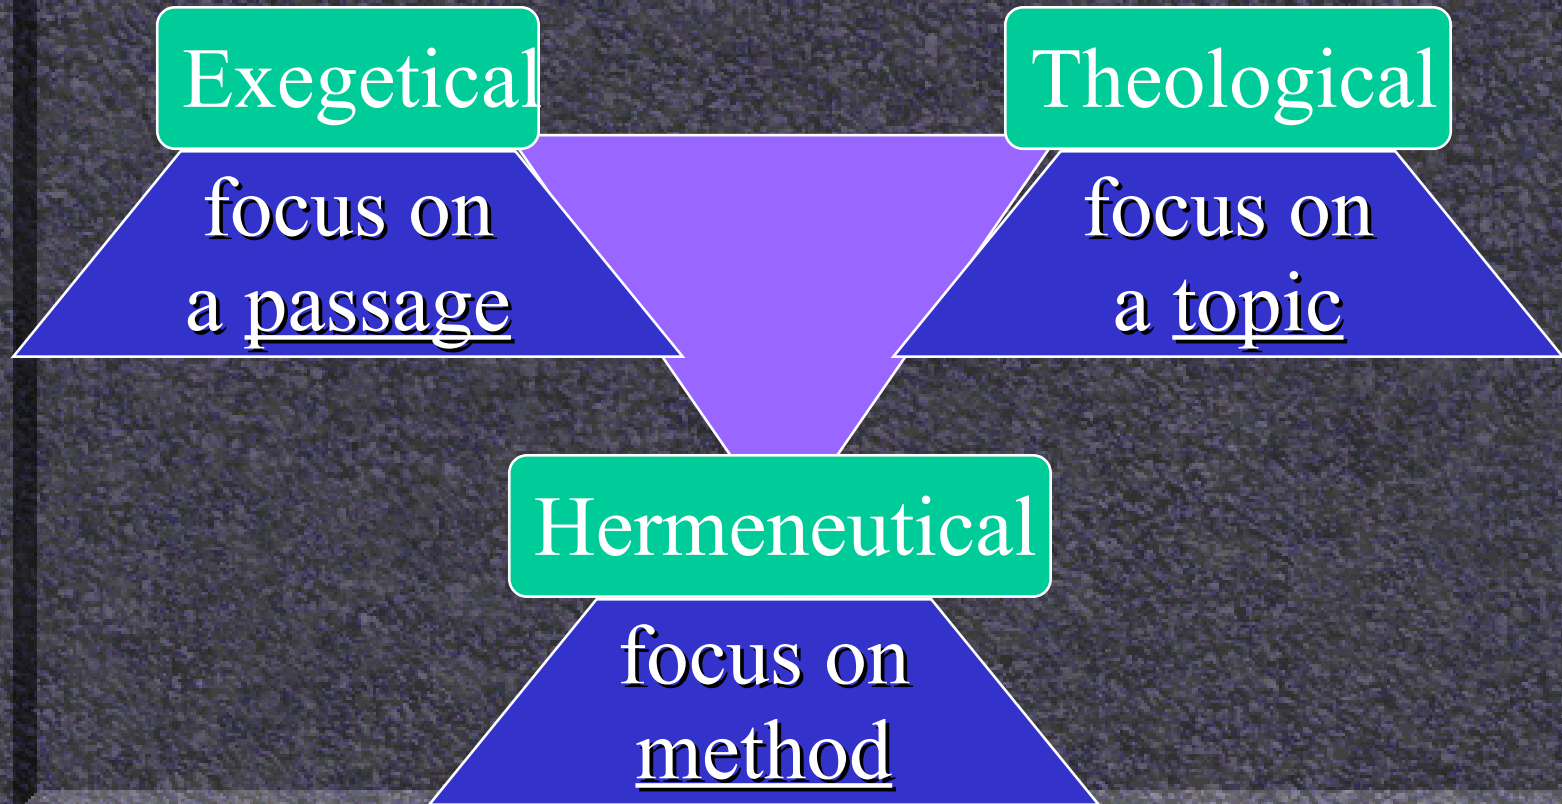 Exegetical
focus on
a passage
Theological
focus on
a topic
Hermeneutical
focus on
method